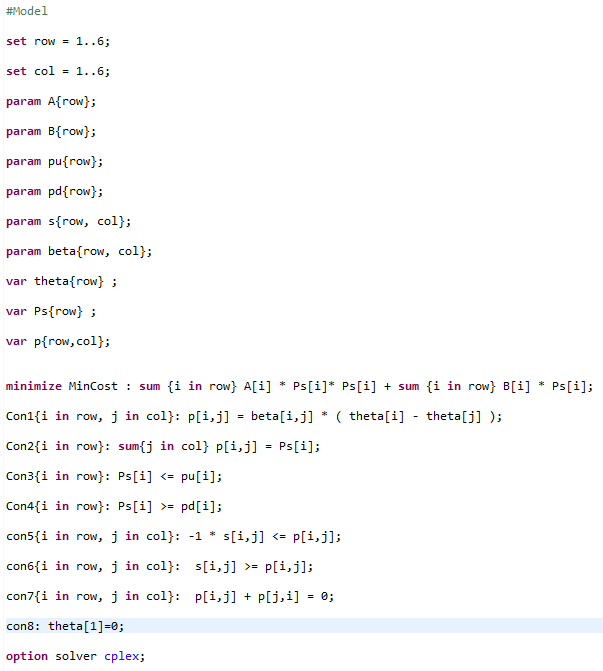 #Model
set row = 1..6;
set col = 1..6;
param A{row};
param B{row};
param pu{row};
param pd{row};
param s{row, col};
param beta{row, col};
var theta{row} ;
var Ps{row} ;
var p{row,col};
minimize MinCost : sum {i in row} A[i] * Ps[i]* Ps[i] + sum {i in row} B[i] * Ps[i];
Con1{i in row, j in col}: p[i,j] = beta[i,j] * ( theta[i] - theta[j] );
Con2{i in row}: sum{j in col} p[i,j] = Ps[i];
Con3{i in row}: Ps[i] <= pu[i];
Con4{i in row}: Ps[i] >= pd[i];
con5{i in row, j in col}: -1 * s[i,j] <= p[i,j];
con6{i in row, j in col}:  s[i,j] >= p[i,j];
con7{i in row, j in col}:  p[i,j] + p[j,i] = 0;
con8: theta[1]=0;
option solver cplex;